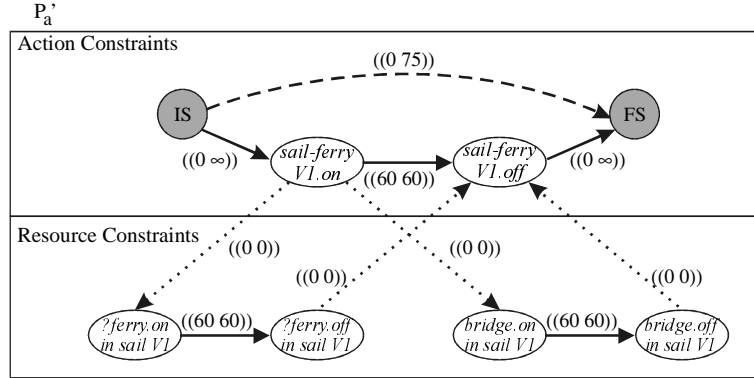 Pa’
Action Constraints
((0 75))
IS
FS
((0 ∞))
sail-ferry
V1.on
((60 60))
sail-ferry
V1.off
((0 ∞))
Resource Constraints
((0 0))
((0 0))
((0 0))
((0 0))
?ferry.on
in sail V1
((60 60))
?ferry.off
in sail V1
bridge.on
in sail V1
((60 60))
bridge.off
in sail V1